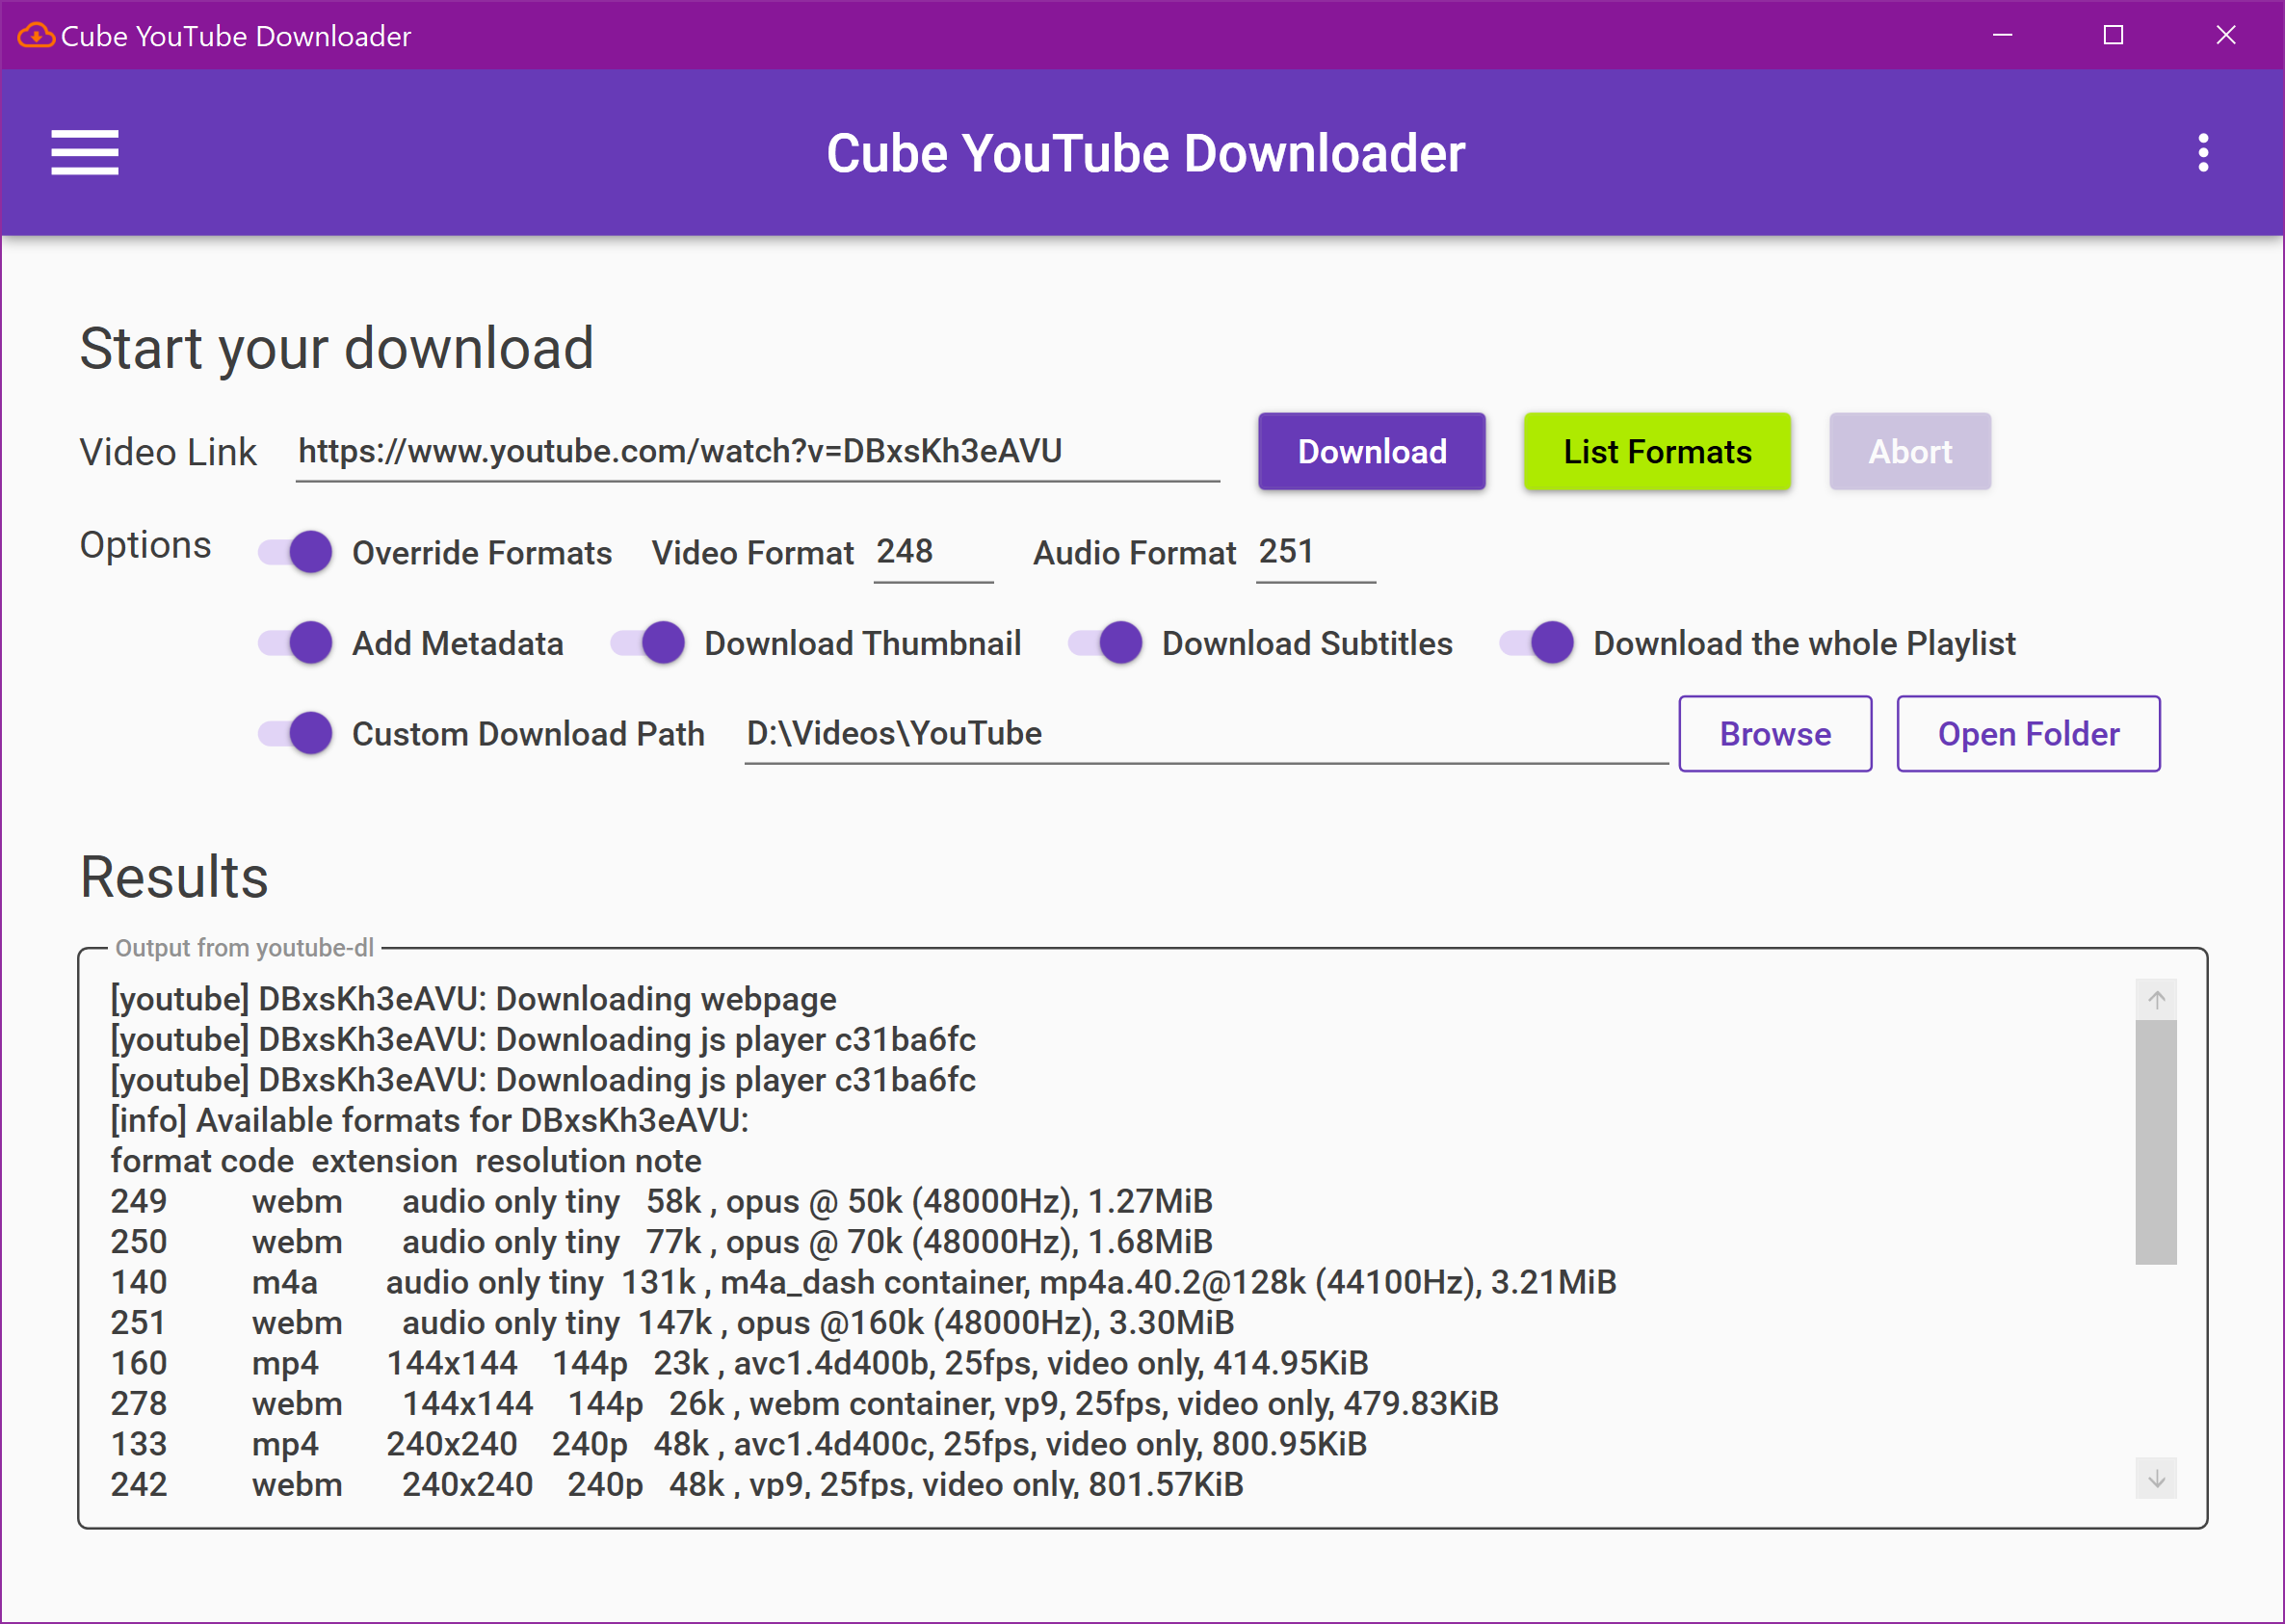 Cube YouTube Downloader
Cube YouTube Downloader
Start your download
Video Link https://www.youtube.com/watch?v=DBxsKh3eAVU Download List Formats Abort
Options Override Formats Video Format 248 Audio Format 251
Add Metadata Download Thumbnail Download Subtitles Download the whole Playlist
Custom Download Path D:\Videos\YouTube Browse Open Folder
Results
Output from youtube-dl
[youtube] DBxsKh3eAVU: Downloading webpage
[youtube] DBxsKh3eAVU: Downloading js player c31ba6fc
[youtube] DBxsKh3eAVU: Downloading js player c31ba6fc
[info] Available formats for DBxsKh3eAVU:
format code extension resolution note
249 webm audio only tiny 58k , opus @ 50k (48000Hz), 1.27MiB
250 webm audio only tiny 77k , opus @ 70k (48000Hz), 1.68MiB
140 m4a audio only tiny 131k , m4a_dash container, mp4a.40.2@128k (44100Hz), 3.21MiB
251 webm audio only tiny 147k , opus @160k (48000Hz), 3.30MiB
160 mp4 144x144 144p 23k , avc1.4d400b, 25fps, video only, 414.95KiB
278 webm 144x144 144p 26k , webm container, vp9, 25fps, video only, 479.83KiB
133 mp4 240x240 240p 48k , avc1.4d400c, 25fps, video only, 800.95KiB
242 webm 240x240 240p 48k , vp9, 25fps, video only, 801.57KiB